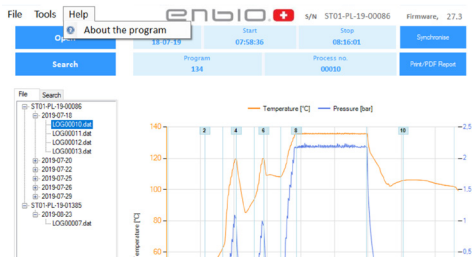 File Tools Help
enbio
S/N ST01-PL-19-00086
Firmware, 27.3
About the program
Start
Stop
18-07-19
07:58:36
08:16:01
Synchronise
Search
Program
134
Process no.
00010
Print/PDF Report
File Search
Temperature [°C] Pressure [bar]
ST01-PL-19-00086
2019-07-18
LOG00010.dat
LOG00011.dat
LOG00012.dat
LOG00013.dat
2019-07-20
2019-07-22
2019-07-25
2019-07-26
2019-07-29
ST01-PL-19-01385
2019-08-23
LOG00007.dat
2 4 6 8 10
140
120
100
80
60
2,5
2
1,5
1
0,5